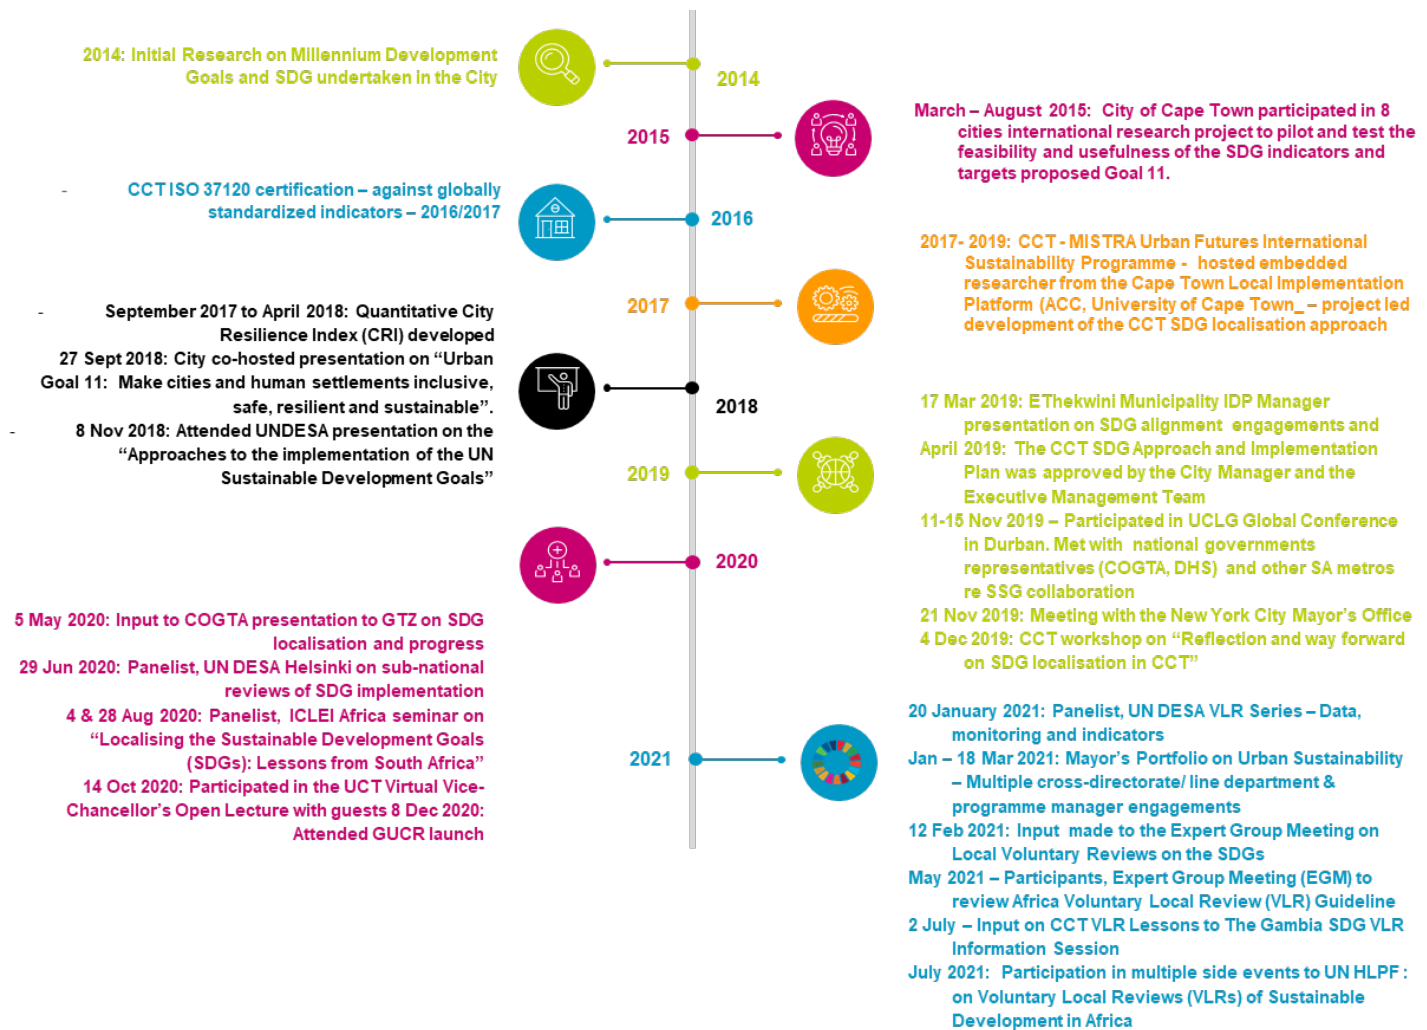 2014: Initial Research on Millennium Development
Goals and SDG undertaken in the City
2014
2015
March – August 2015: City of Cape Town participated in 8
cities international research project to pilot and test the
feasibility and usefulness of the SDG indicators and
targets proposed Goal 11.
- CCT ISO 37120 certification – against globally
standardized indicators – 2016/2017
2016
2017- 2019: CCT - MISTRA Urban Futures International
Sustainability Programme - hosted embedded
researcher from the Cape Town Local Implementation
Platform (ACC, University of Cape Town_ – project led
development of the CCT SDG localisation approach
2017
- September 2017 to April 2018: Quantitative City
Resilience Index (CRI) developed
27 Sept 2018: City co-hosted presentation on “Urban
Goal 11: Make cities and human settlements inclusive,
safe, resilient and sustainable”.
- 8 Nov 2018: Attended UNDESA presentation on the
“Approaches to the implementation of the UN
Sustainable Development Goals”
2018
2019
17 Mar 2019: EThekwini Municipality IDP Manager
presentation on SDG alignment engagements and
April 2019: The CCT SDG Approach and Implementation
Plan was approved by the City Manager and the
Executive Management Team
11-15 Nov 2019 – Participated in UCLG Global Conference
in Durban. Met with national governments
representatives (COGTA, DHS) and other SA metros
re SSG collaboration
21 Nov 2019: Meeting with the New York City Mayor’s Office
4 Dec 2019: CCT workshop on “Reflection and way forward
on SDG localisation in CCT”
2020
5 May 2020: Input to COGTA presentation to GTZ on SDG
localisation and progress
29 Jun 2020: Panelist, UN DESA Helsinki on sub-national
reviews of SDG implementation
4 & 28 Aug 2020: Panelist, ICLEI Africa seminar on
“Localising the Sustainable Development Goals
(SDGs): Lessons from South Africa”
14 Oct 2020: Participated in the UCT Virtual Vice-
Chancellor’s Open Lecture with guests 8 Dec 2020:
Attended GUCR launch
2021
20 January 2021: Panelist, UN DESA VLR Series – Data,
monitoring and indicators
Jan – 18 Mar 2021: Mayor’s Portfolio on Urban Sustainability
– Multiple cross-directorate/ line department &
programme manager engagements
12 Feb 2021: Input made to the Expert Group Meeting on
Local Voluntary Reviews on the SDGs
May 2021 – Participants, Expert Group Meeting (EGM) to
review Africa Voluntary Local Review (VLR) Guideline
2 July – Input on CCT VLR Lessons to The Gambia SDG VLR
Information Session
July 2021: Participation in multiple side events to UN HLPF :
on Voluntary Local Reviews (VLRs) of Sustainable
Development in Africa